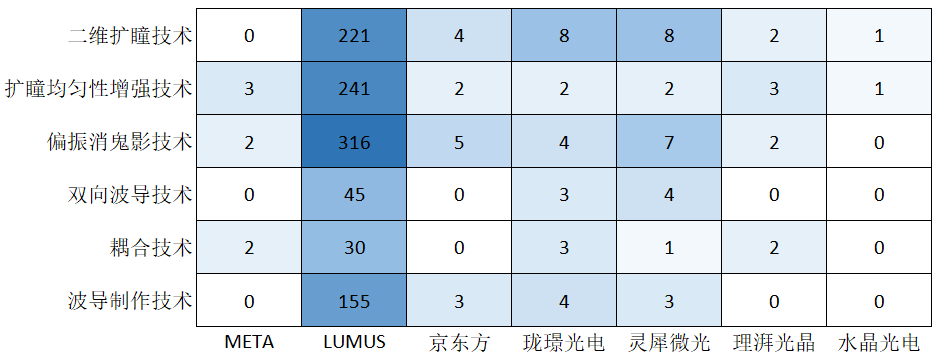 二维扩瞳技术 0 221 4 8 8 2 1
扩瞳均匀性增强技术 3 241 2 2 2 3 1
偏振消鬼影技术 2 316 5 4 7 2 0
双向波导技术 0 45 0 3 4 0 0
耦合技术 2 30 0 3 1 2 0
波导制作技术 0 155 3 4 3 0 0
META LUMUS 京东方 珑璟光电 灵犀微光 理湃光晶 水晶光电